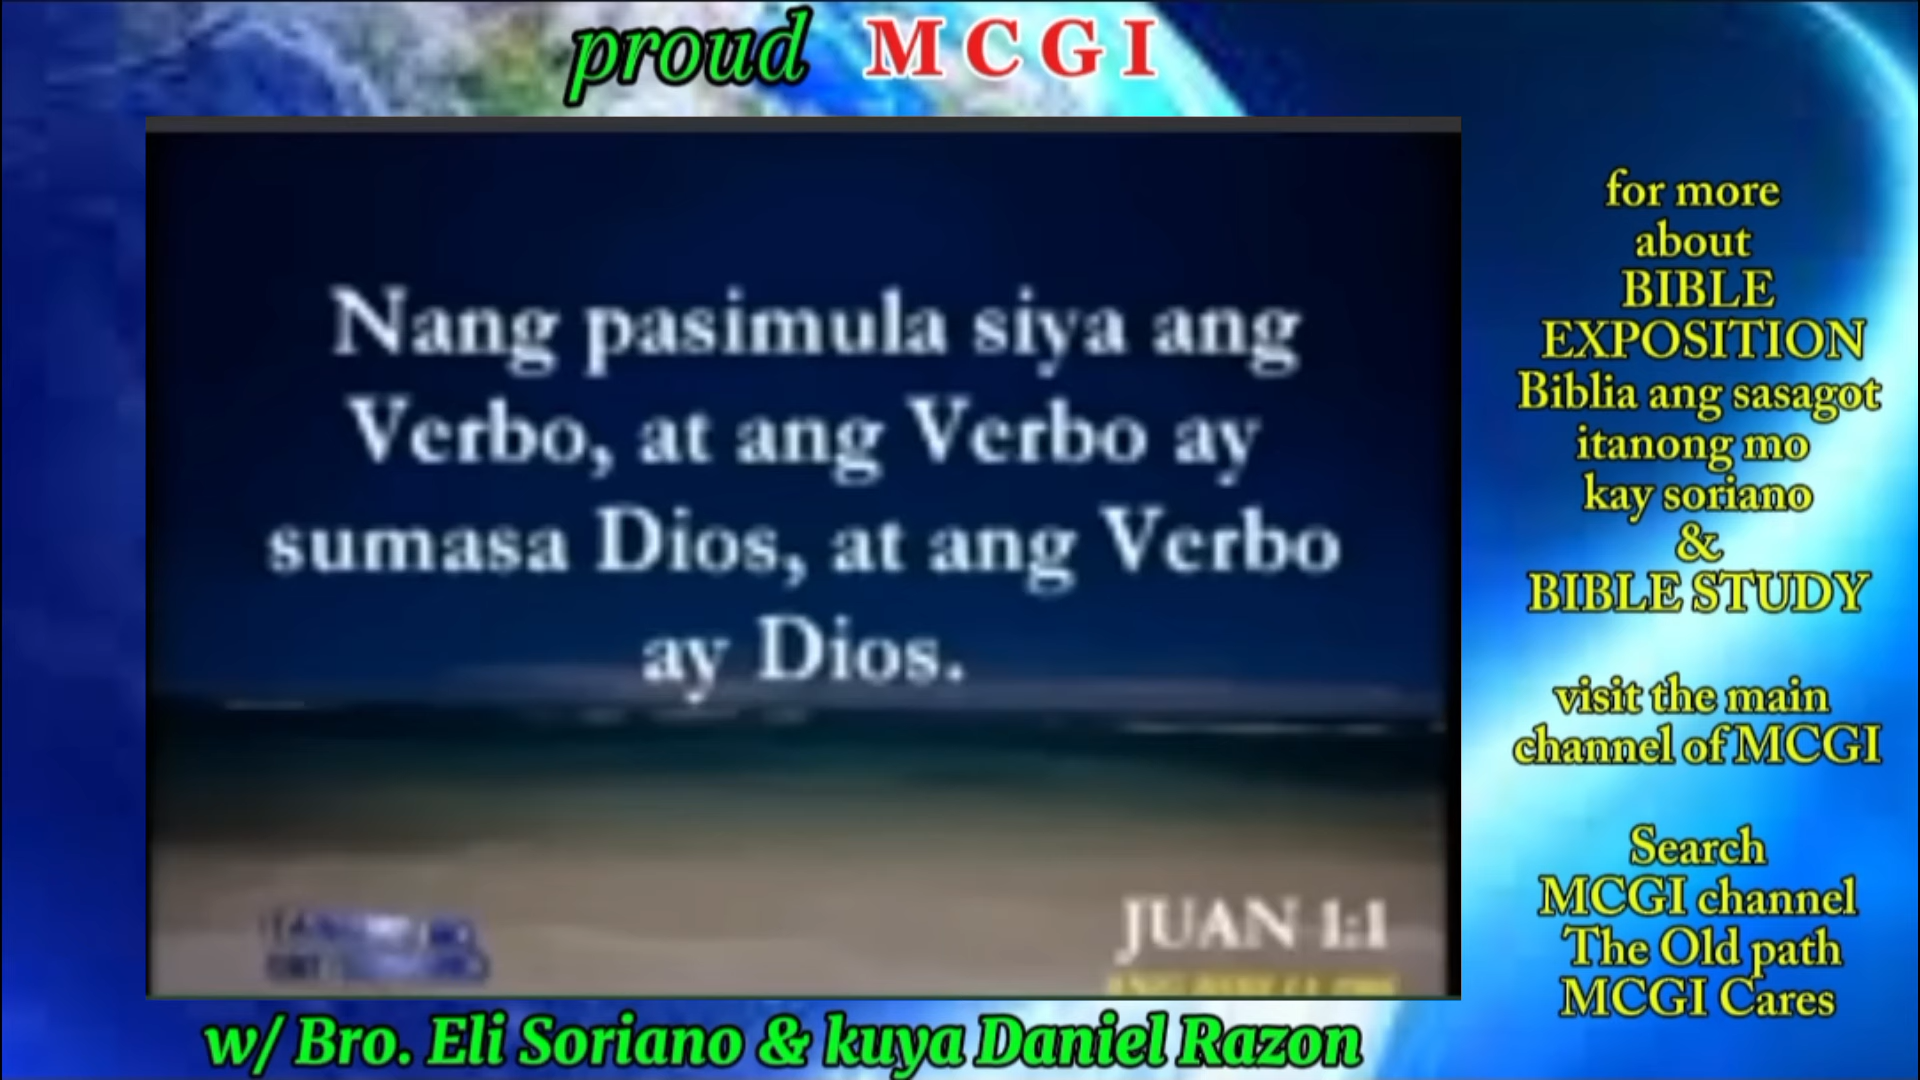 proud MCGI
Nang pasimula siya ang
Verbo, at ang Verbo ay
sumasa Dios, at ang Verbo
ay Dios.
JUAN 1:1
w/ Bro. Eli Soriano & kuya Daniel Razon
for more
about
BIBLE
EXPOSITION
Biblia ang sasagot
itanong mo
kay soriano
&
BIBLE STUDY
visit the main
channel of MCGI
Search
MCGI channel
The Old path
MCGI Cares